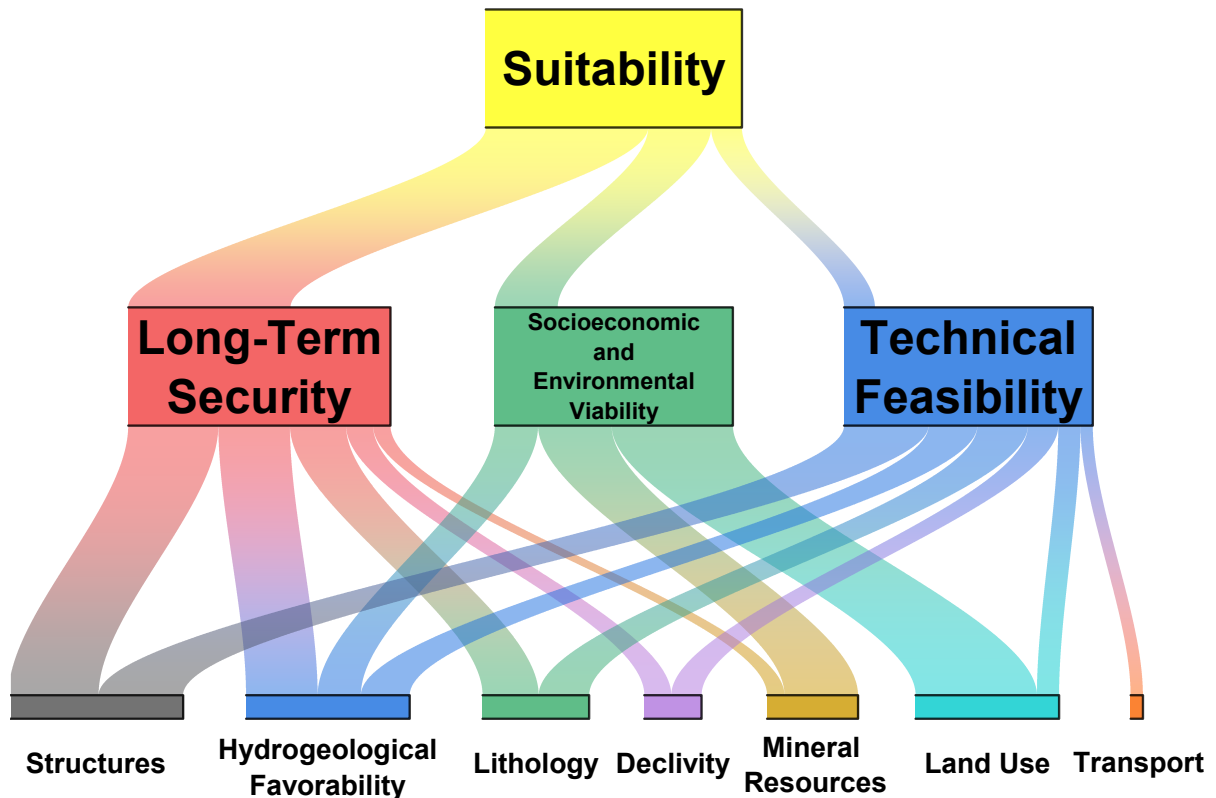 Suitability
Long-Term
Security
Socioeconomic
and
Environmental
Viability
Technical
Feasibility
Structures
Hydrogeological
Favorability
Lithology
Declivity
Mineral
Resources
Land Use
Transport